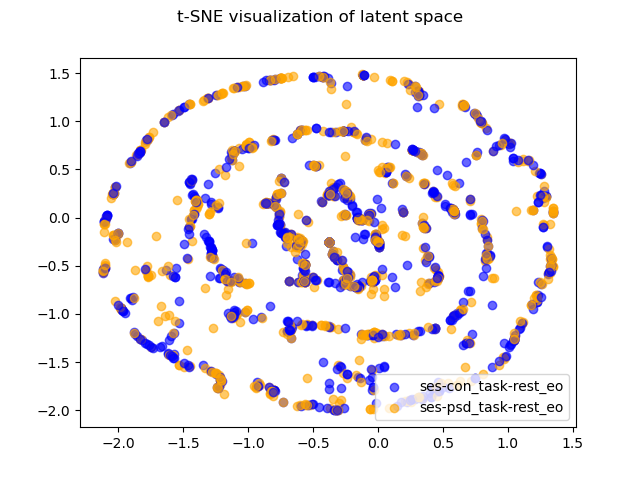 t-SNE visualization of latent space
1.5
1.0
0.5
0.0
−0.5
−1.0
−1.5
−2.0
ses-con_task-rest_eo
ses-psd_task-rest_eo
−2.0 −1.5 −1.0 −0.5 0.0 0.5 1.0 1.5